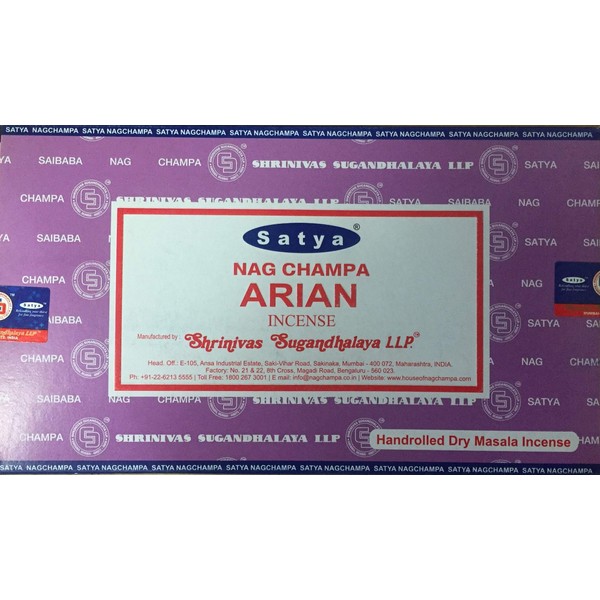 SATYA NAGCHAMPA SATYA NAGCHAMPA SATYA NAGCHAMPA SATYA NAGCHAMPA SATYA NAGCHAMPA SATYA NAGCHAMPA SATYA NAGCHAMPA SATYA NAGCHAMPA
YA SAIBABA NAG CHAMPA SHRINIVAS SUGANDHALAYA LLP SATYA SAIBABA
CHAMPA SHRINIVAS SUGANDHALAYA LLP NAG CHAMPA
SAIBABA
SATYA
Satya®
NAG CHAMPA
ARIAN
INCENSE
Manufactured by : Shrinivas Sugandhalaya L.L.P.™
Head. Off.: E-105, Ansa Industrial Estate, Saki-Vihar Road, Sakinaka, Mumbai - 400 072, Maharashtra, INDIA.
Factory: No. 21 & 22, 8th Cross, Magadi Road, Bengaluru - 560 023.
Ph. +91-22-6213 5555 | Toll Free: 1800 267 3001 | E mail: info@nagchampa.co.in | Website: www.houseofnagchampa.com
Satya
SAIBABA NAG SATYA
CHAMPA SHRINIVAS SUGANDHALAYA LLP
Handrolled Dry Masala Incense
SATYA NAGCHAMPA SATYA NAGCHAMPA SATYA NAGCHAMPA SATYA NAGCHAMPA SATYA NAGCHAMPA SATYA NAGCHAMPA SATYA NAGCHAMPA SATYA NAGCHAMPA